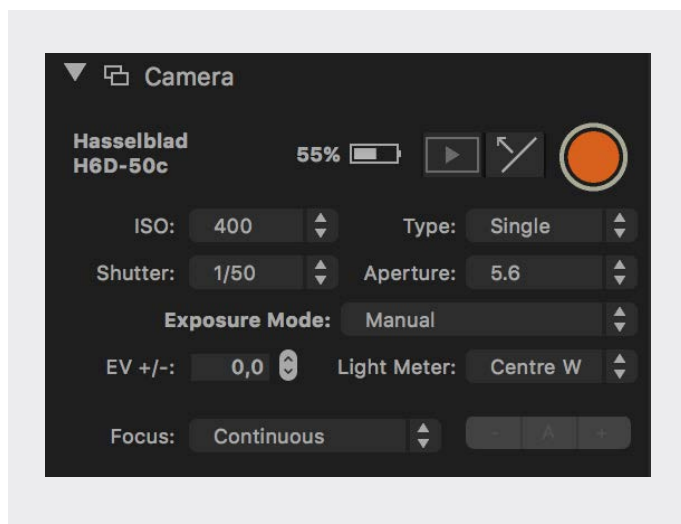 Camera
Hasselblad
H6D-50c
55%
ISO: 400 Type: Single
Shutter: 1/50 Aperture: 5.6
Exposure Mode: Manual
EV +/-: 0,0 Light Meter: Centre W
Focus: Continuous - A +